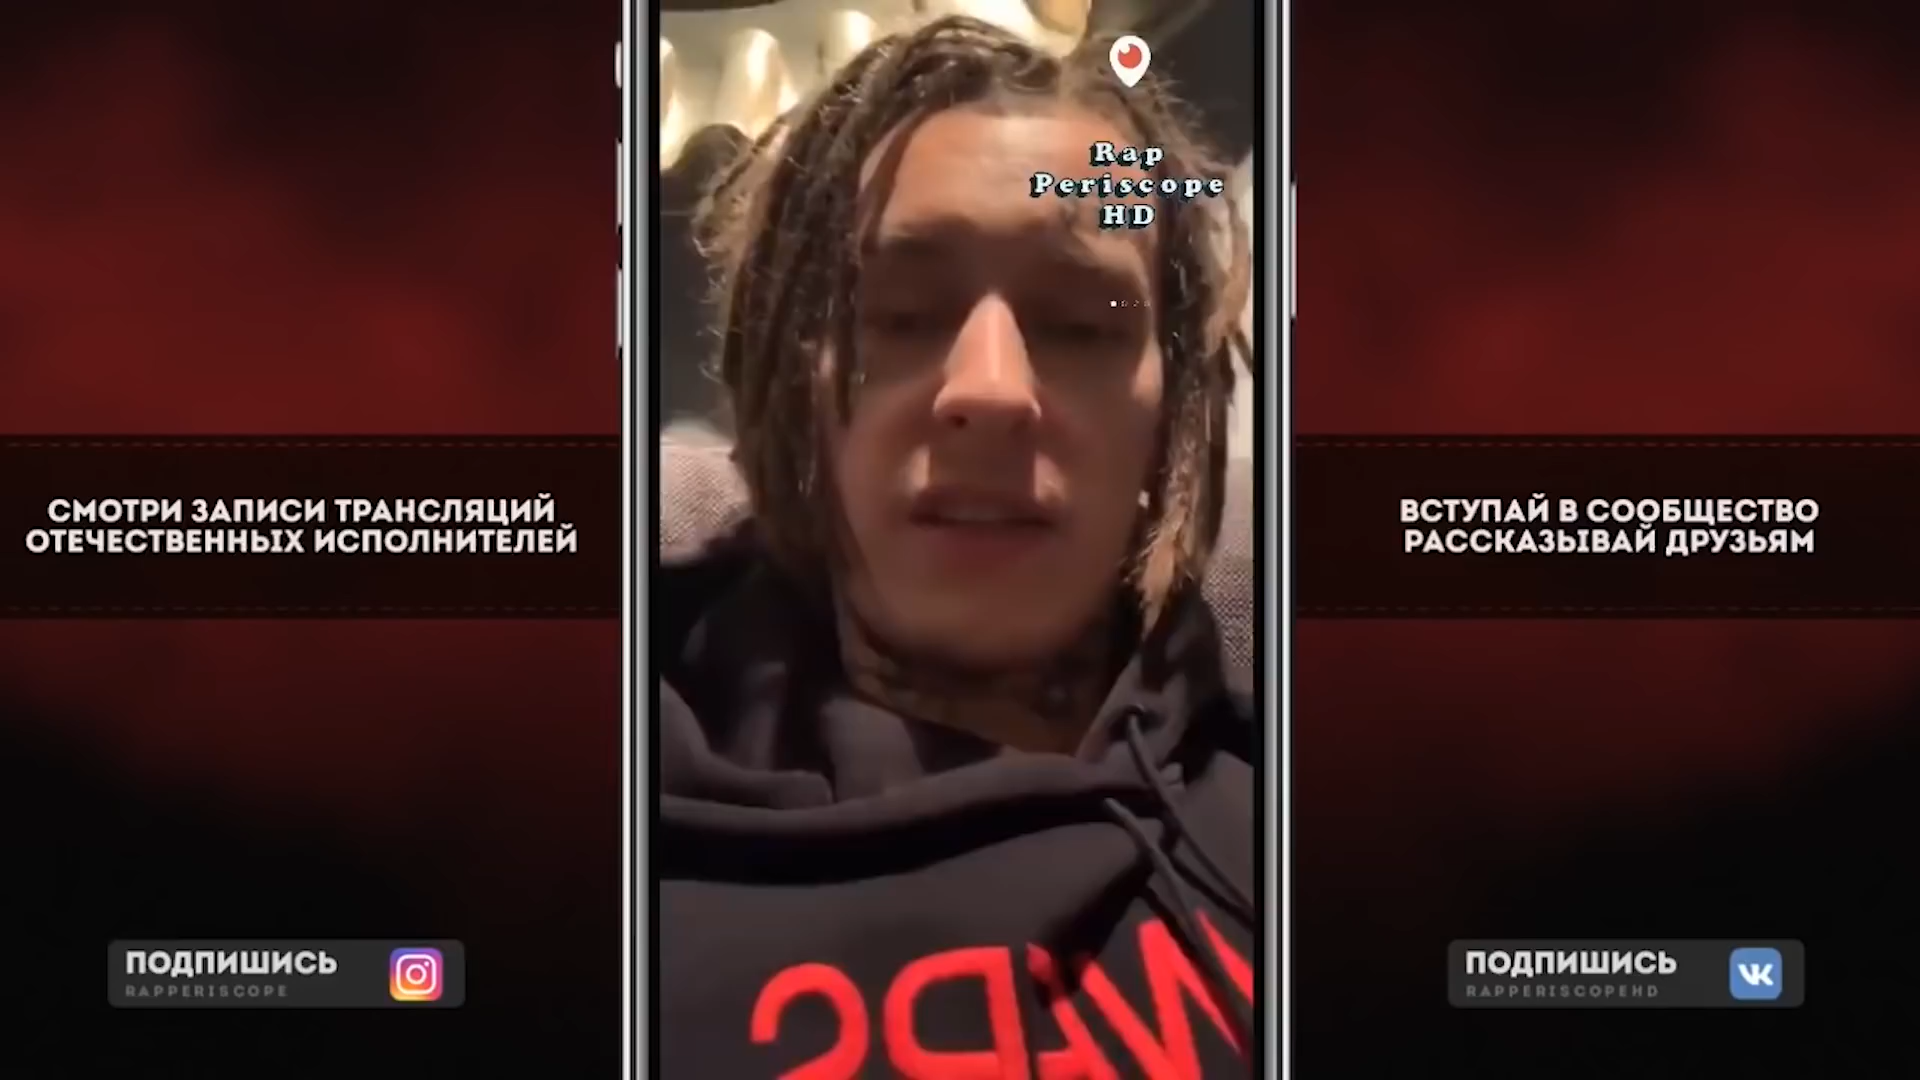 Rap
Periscope
HD
СМОТРИ ЗАПИСИ ТРАНСЛЯЦИЙ
ОТЕЧЕСТВЕННЫХ ИСПОЛНИТЕЛЕЙ
ВСТУПАЙ В СООБЩЕСТВО
РАССКАЗЫВАЙ ДРУЗЬЯМ
ПОДПИШИСЬ
RAPPERISCOPE
ПОДПИШИСЬ
RAPPERISCOPEHD